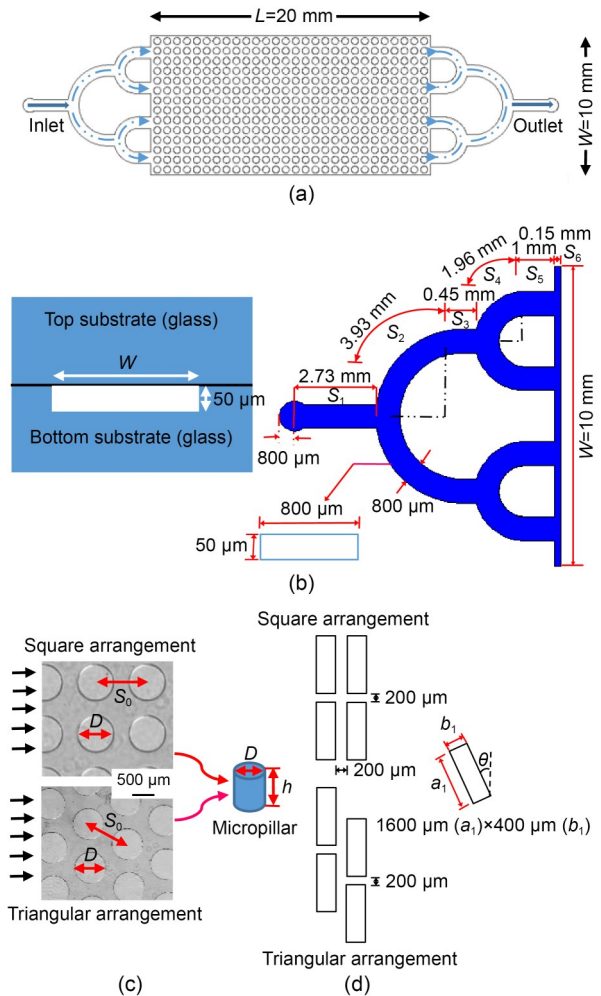 L=20 mm
Inlet
Outlet
W=10 mm
(a)
0.15 mm
1 mm
S6
1.96 mm
S4
S5
0.45 mm
S3
3.93 mm
S2
2.73 mm
S1
Top substrate (glass)
W
50 µm
Bottom substrate (glass)
800 µm
800 µm
800 µm
50 µm
W=10 mm
(b)
Square arrangement
S0
D
500 µm
S0
D
Triangular arrangement
D
h
Micropillar
(c)
Square arrangement
200 µm
200 µm
b1
θ
a1
1600 µm (a1)×400 µm (b1)
200 µm
Triangular arrangement
(d)